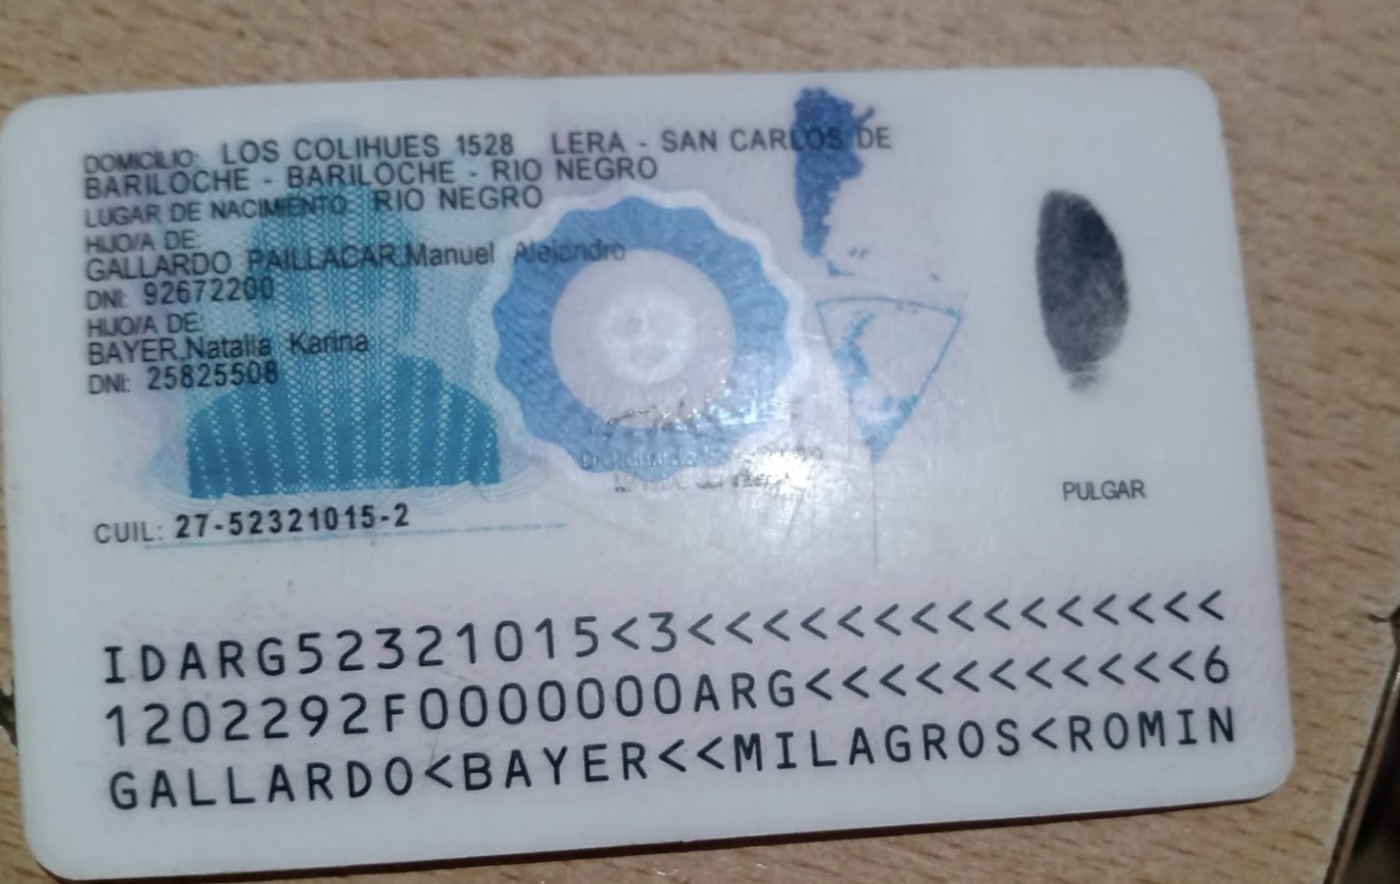 DOMICILIO: LOS COLIHUES 1528 LERA - SAN CARLOS DE
BARILOCHE - BARILOCHE - RIO NEGRO
LUGAR DE NACIMIENTO: RIO NEGRO
HIJO/A DE:
GALLARDO PAILLACAR,Manuel Alejandro
DNI: 92672200
HIJO/A DE:
BAYER,Natalia Karina
DNI: 25825508
CUIL: 27-52321015-2
PULGAR
IDARG52321015<3<<<<<<<<<<<<<<<
1202292F0000000ARG<<<<<<<<<<<6
GALLARDO<BAYER<<MILAGROS<ROMIN